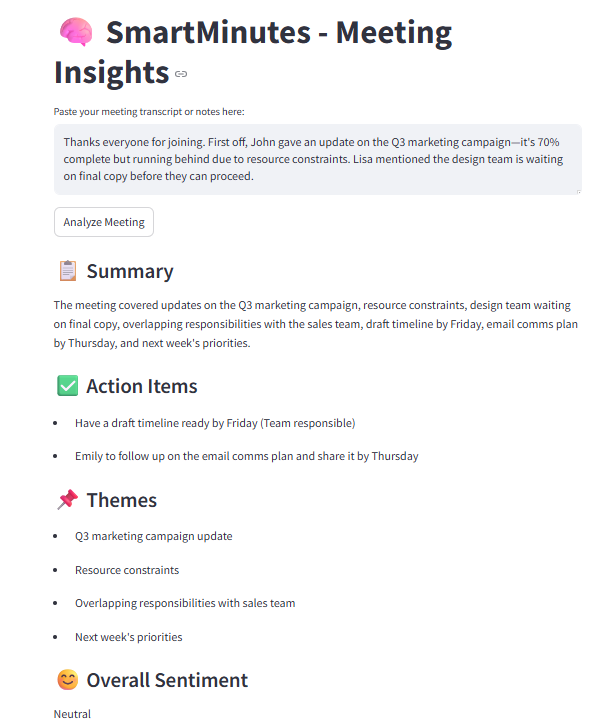 🧠 SmartMinutes - Meeting
Insights
Paste your meeting transcript or notes here:
Thanks everyone for joining. First off, John gave an update on the Q3 marketing campaign—it's 70%
complete but running behind due to resource constraints. Lisa mentioned the design team is waiting
on final copy before they can proceed.
Analyze Meeting
📋 Summary
The meeting covered updates on the Q3 marketing campaign, resource constraints, design team waiting
on final copy, overlapping responsibilities with the sales team, draft timeline by Friday, email comms plan
by Thursday, and next week's priorities.
✅ Action Items
• Have a draft timeline ready by Friday (Team responsible)
• Emily to follow up on the email comms plan and share it by Thursday
📌 Themes
• Q3 marketing campaign update
• Resource constraints
• Overlapping responsibilities with sales team
• Next week's priorities
😊 Overall Sentiment
Neutral